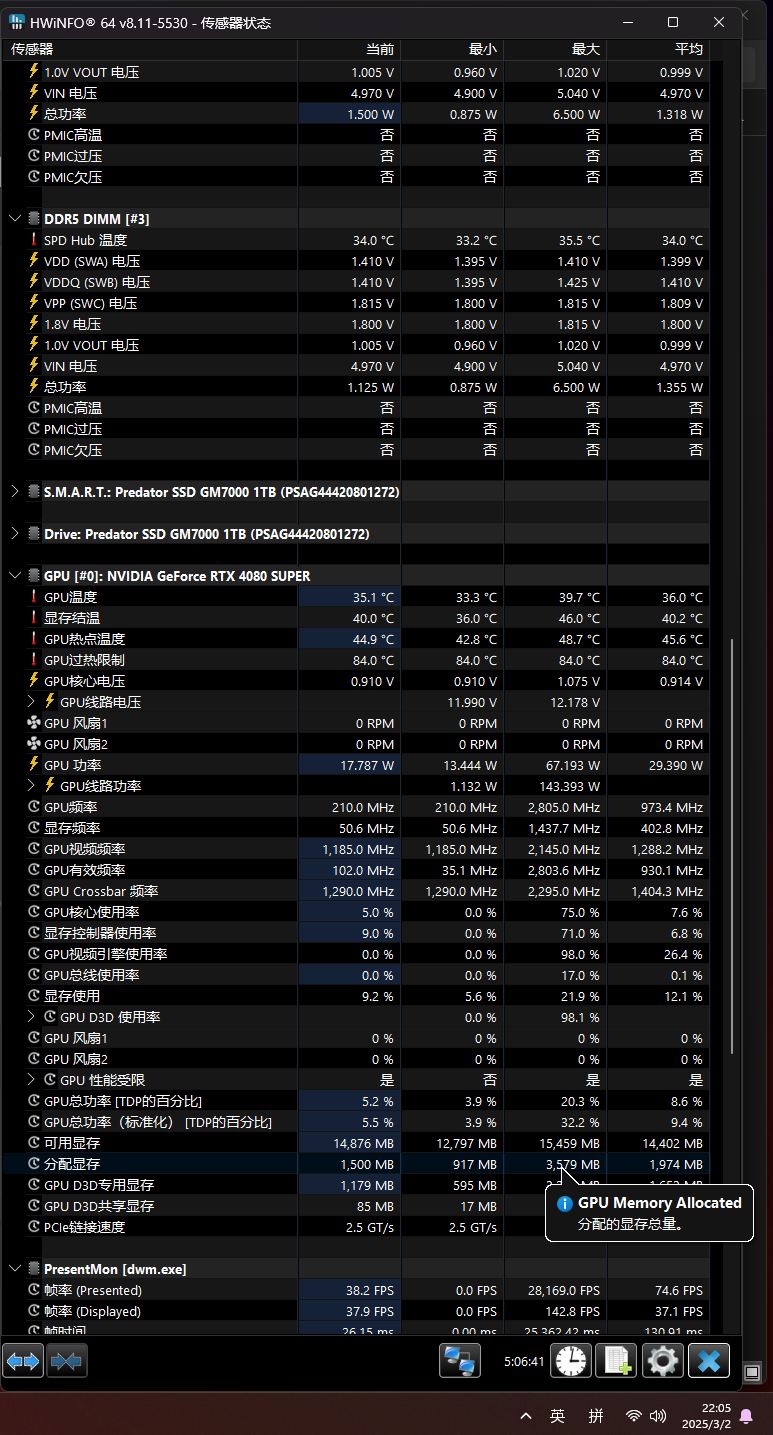 HWiNFO® 64 v8.11-5530 - 传感器状态
传感器 当前 最小 最大 平均
1.0V VOUT 电压 1.005 V 0.960 V 1.020 V 0.999 V
VIN 电压 4.970 V 4.900 V 5.040 V 4.970 V
总功率 1.500 W 0.875 W 6.500 W 1.318 W
PMIC高温 否 否 否 否
PMIC过压 否 否 否 否
PMIC欠压 否 否 否 否
DDR5 DIMM [#3]
SPD Hub 温度 34.0 °C 33.2 °C 35.5 °C 34.0 °C
VDD (SWA) 电压 1.410 V 1.395 V 1.410 V 1.399 V
VDDQ (SWB) 电压 1.410 V 1.395 V 1.425 V 1.410 V
VPP (SWC) 电压 1.815 V 1.800 V 1.815 V 1.809 V
1.8V 电压 1.800 V 1.800 V 1.815 V 1.800 V
1.0V VOUT 电压 1.005 V 0.960 V 1.020 V 0.999 V
VIN 电压 4.970 V 4.900 V 5.040 V 4.970 V
总功率 1.125 W 0.875 W 6.500 W 1.355 W
PMIC高温 否 否 否 否
PMIC过压 否 否 否 否
PMIC欠压 否 否 否 否
S.M.A.R.T.: Predator SSD GM7000 1TB (PSAG44420801272)
Drive: Predator SSD GM7000 1TB (PSAG44420801272)
GPU [#0]: NVIDIA GeForce RTX 4080 SUPER
GPU温度 35.1 °C 33.3 °C 39.7 °C 36.0 °C
显存结温 40.0 °C 36.0 °C 46.0 °C 40.2 °C
GPU热点温度 44.9 °C 42.8 °C 48.7 °C 45.6 °C
GPU过热限制 84.0 °C 84.0 °C 84.0 °C 84.0 °C
GPU核心电压 0.910 V 0.910 V 1.075 V 0.914 V
GPU线路电压 11.990 V 12.178 V
GPU 风扇1 0 RPM 0 RPM 0 RPM 0 RPM
GPU 风扇2 0 RPM 0 RPM 0 RPM 0 RPM
GPU 功率 17.787 W 13.444 W 67.193 W 29.390 W
GPU线路功率 1.132 W 143.393 W
GPU频率 210.0 MHz 210.0 MHz 2,805.0 MHz 973.4 MHz
显存频率 50.6 MHz 50.6 MHz 1,437.7 MHz 402.8 MHz
GPU视频频率 1,185.0 MHz 1,185.0 MHz 2,145.0 MHz 1,288.2 MHz
GPU有效频率 102.0 MHz 35.1 MHz 2,803.6 MHz 930.1 MHz
GPU Crossbar 频率 1,290.0 MHz 1,290.0 MHz 2,295.0 MHz 1,404.3 MHz
GPU核心使用率 5.0 % 0.0 % 75.0 % 7.6 %
显存控制器使用率 9.0 % 0.0 % 71.0 % 6.8 %
GPU视频引擎使用率 0.0 % 0.0 % 98.0 % 26.4 %
GPU总线使用率 0.0 % 0.0 % 17.0 % 0.1 %
显存使用 9.2 % 5.6 % 21.9 % 12.1 %
GPU D3D 使用率 0.0 % 98.1 %
GPU 风扇1 0 % 0 % 0 % 0 %
GPU 风扇2 0 % 0 % 0 % 0 %
GPU 性能受限 是 否 是 是
GPU总功率 [TDP的百分比] 5.2 % 3.9 % 20.3 % 8.6 %
GPU总功率（标准化） [TDP的百分比] 5.5 % 3.9 % 32.2 % 9.4 %
可用显存 14,876 MB 12,797 MB 15,459 MB 14,402 MB
分配显存 1,500 MB 917 MB 3,579 MB 1,974 MB
GPU D3D专用显存 1,179 MB 595 MB
GPU Memory Allocated
分配的显存总量。
GPU D3D共享显存 85 MB 17 MB
PCIe链接速度 2.5 GT/s 2.5 GT/s
PresentMon [dwm.exe]
帧率 (Presented) 38.2 FPS 0.0 FPS 28,169.0 FPS 74.6 FPS
帧率 (Displayed) 37.9 FPS 0.0 FPS 142.8 FPS 37.1 FPS
帧时间 26.15 ms 0.00 ms 25,362.42 ms 130.91 ms
5:06:41
英 拼 22:05
2025/3/2